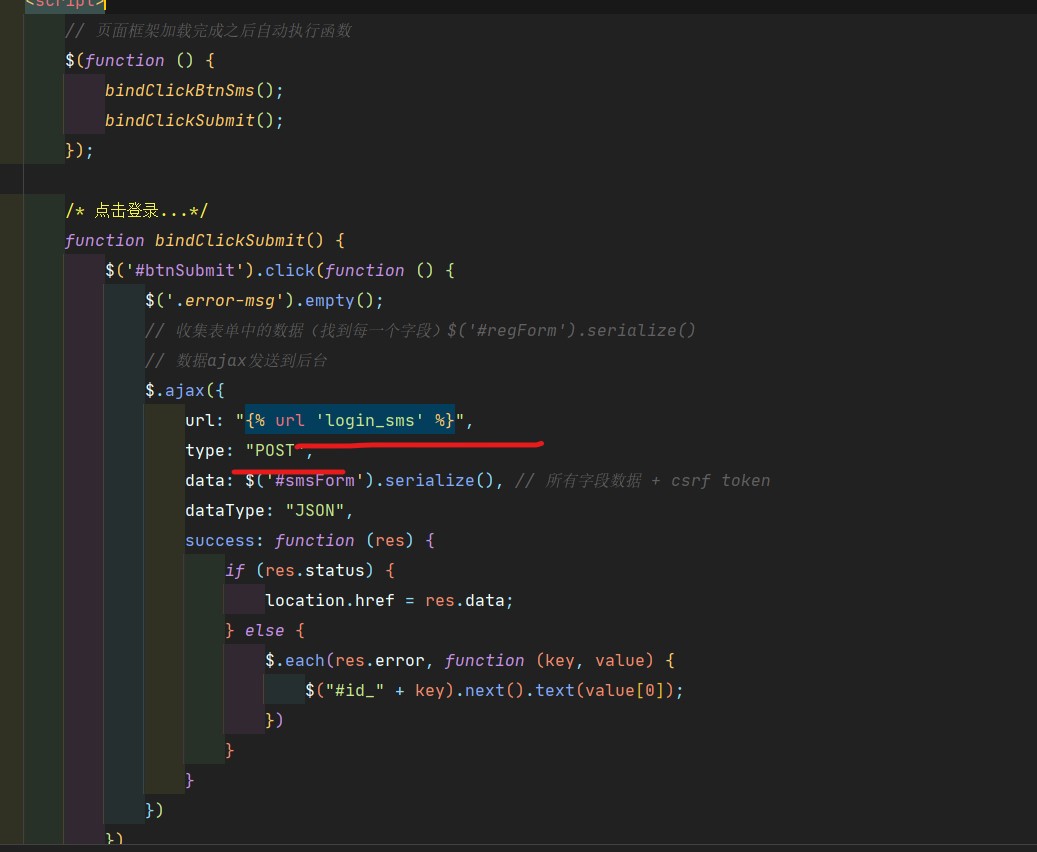 <script>
// 页面框架加载完成之后自动执行函数
$(function () {
bindClickBtnSms();
bindClickSubmit();
});
/* 点击登录...*/
function bindClickSubmit() {
$('#btnSubmit').click(function () {
$('.error-msg').empty();
// 收集表单中的数据（找到每一个字段）$('#regForm').serialize()
// 数据ajax发送到后台
$.ajax({
url: "{% url 'login_sms' %}",
type: "POST",
data: $('#smsForm').serialize(), // 所有字段数据 + csrf token
dataType: "JSON",
success: function (res) {
if (res.status) {
location.href = res.data;
} else {
$.each(res.error, function (key, value) {
$("#id_" + key).next().text(value[0]);
})
}
}
})
})